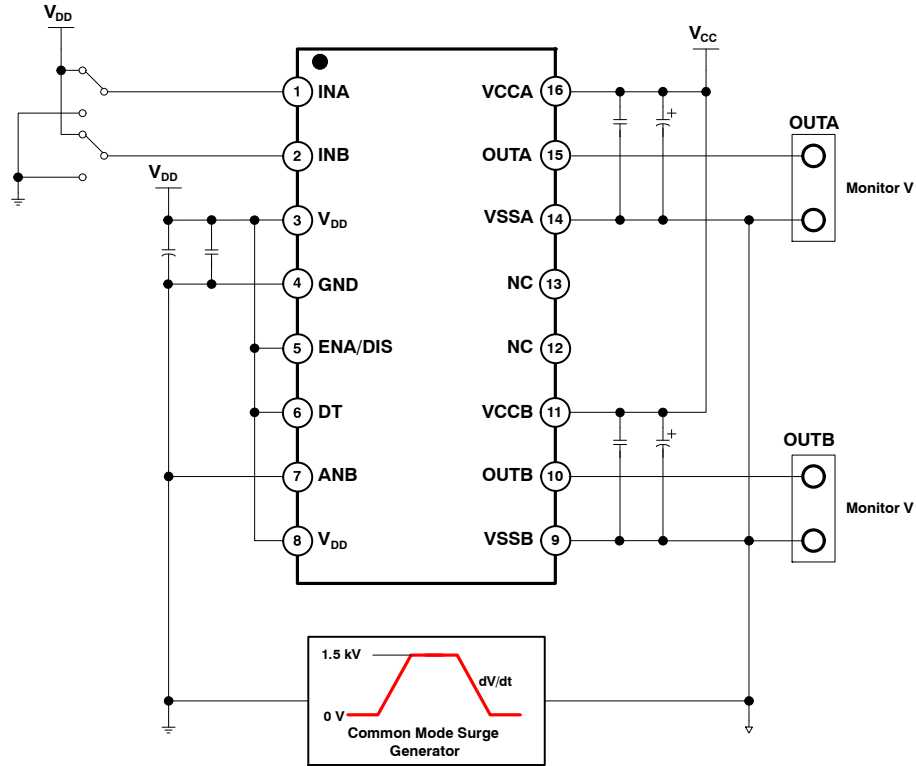 VDD
VCC
1 INA VCCA 16
OUTA
2 INB OUTA 15
Monitor V
VDD
3 VDD VSSA 14
4 GND NC 13
5 ENA/DIS NC 12
6 DT VCCB 11
+
+
OUTB
7 ANB OUTB 10
Monitor V
8 VDD VSSB 9
1.5 kV
dV/dt
0 V
Common Mode Surge
Generator